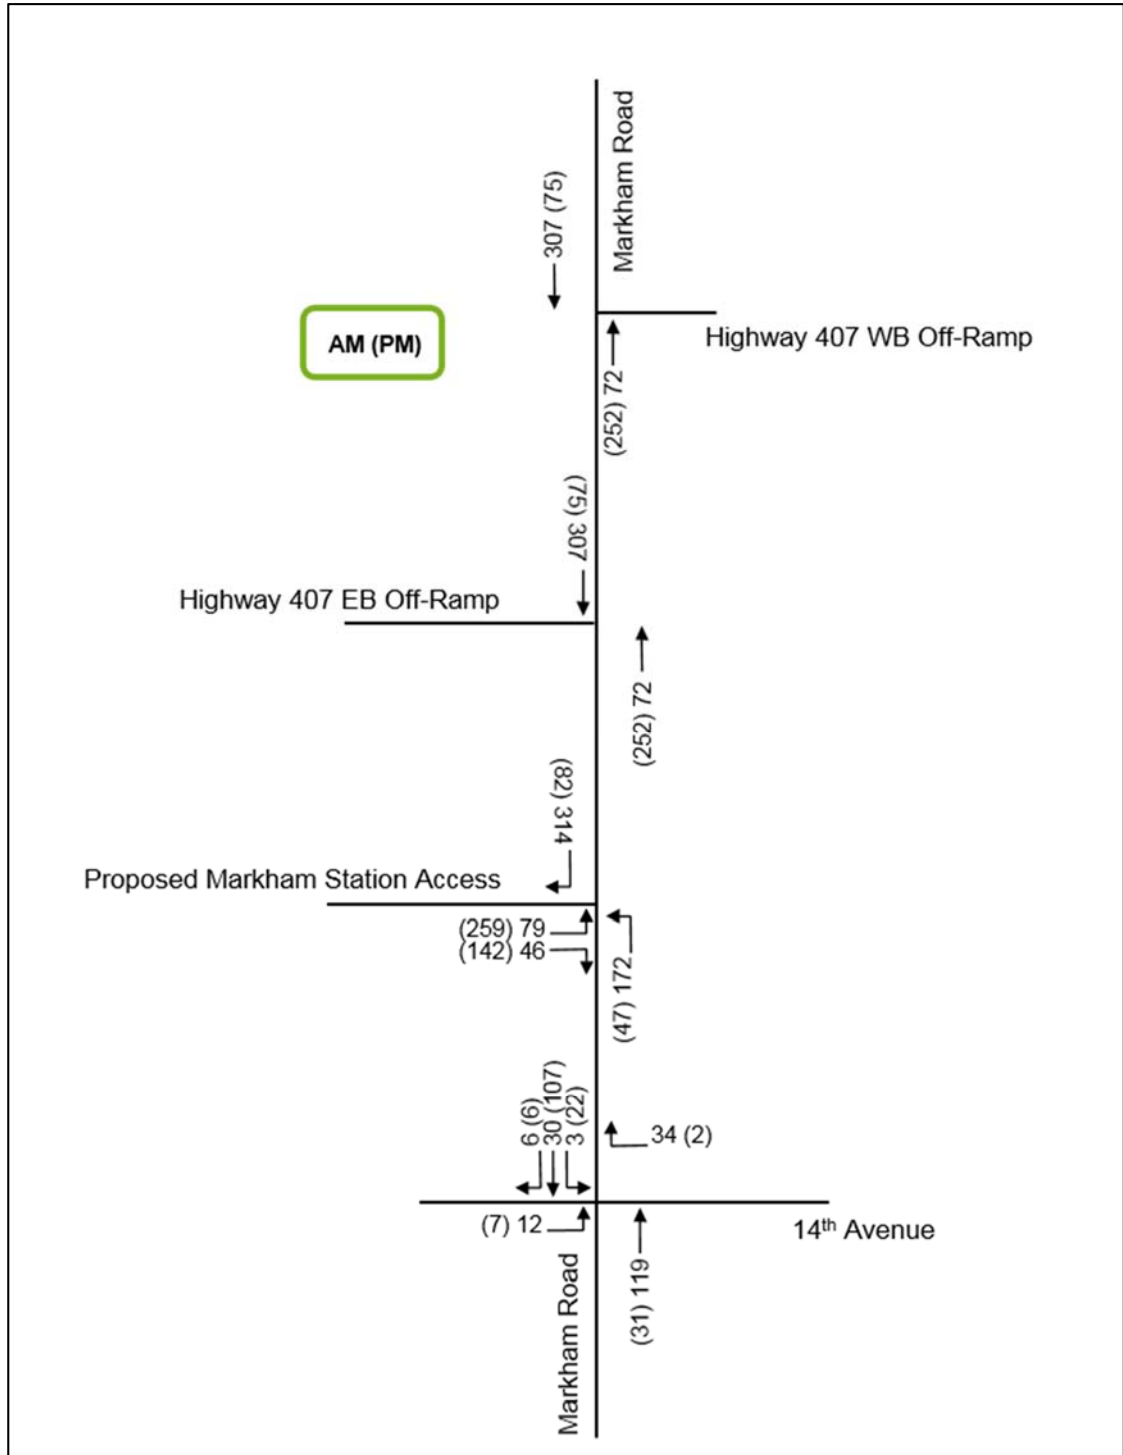 Markham Road
307 (75)
AM (PM)
Highway 407 WB Off-Ramp
(252) 72
(75) 307
Highway 407 EB Off-Ramp
(252) 72
(82) 314
Proposed Markham Station Access
(259) 79
(142) 46
(47) 172
6 (6)
30 (107)
3 (22)
34 (2)
(7) 12
14th Avenue
(31) 119
Markham Road